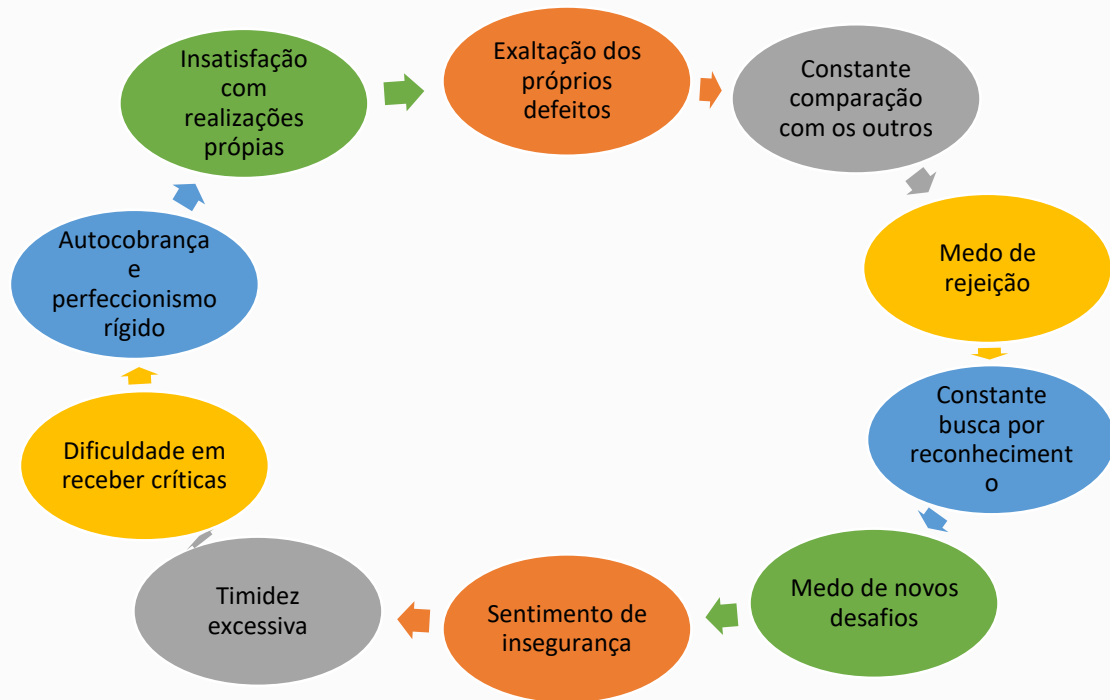 Exaltação dos
próprios
defeitos
Constante
comparação
com os outros
Medo de
rejeição
Constante
busca por
reconheciment
o
Medo de novos
desafios
Sentimento de
insegurança
Timidez
excessiva
Dificuldade em
receber críticas
Autocobrança
e
perfeccionismo
rígido
Insatisfação
com
realizações
própias